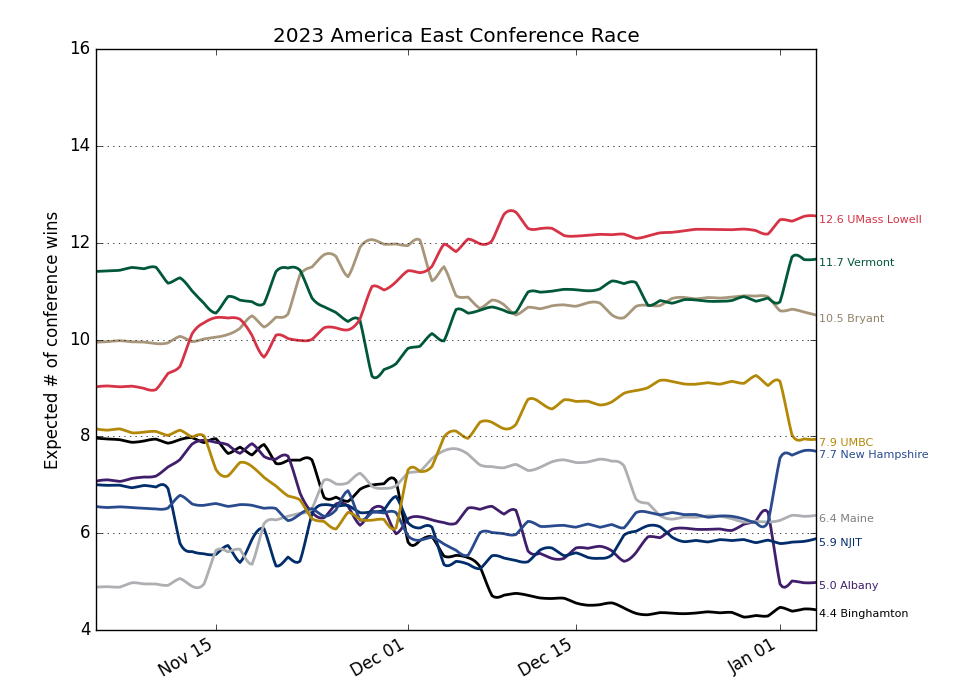 2023 America East Conference Race
Expected # of conference wins
16
14
12
10
8
6
4
Nov 15
Dec 01
Dec 15
Jan 01
12.6 UMass Lowell
11.7 Vermont
10.5 Bryant
7.9 UMBC
7.7 New Hampshire
6.4 Maine
5.9 NJIT
5.0 Albany
4.4 Binghamton